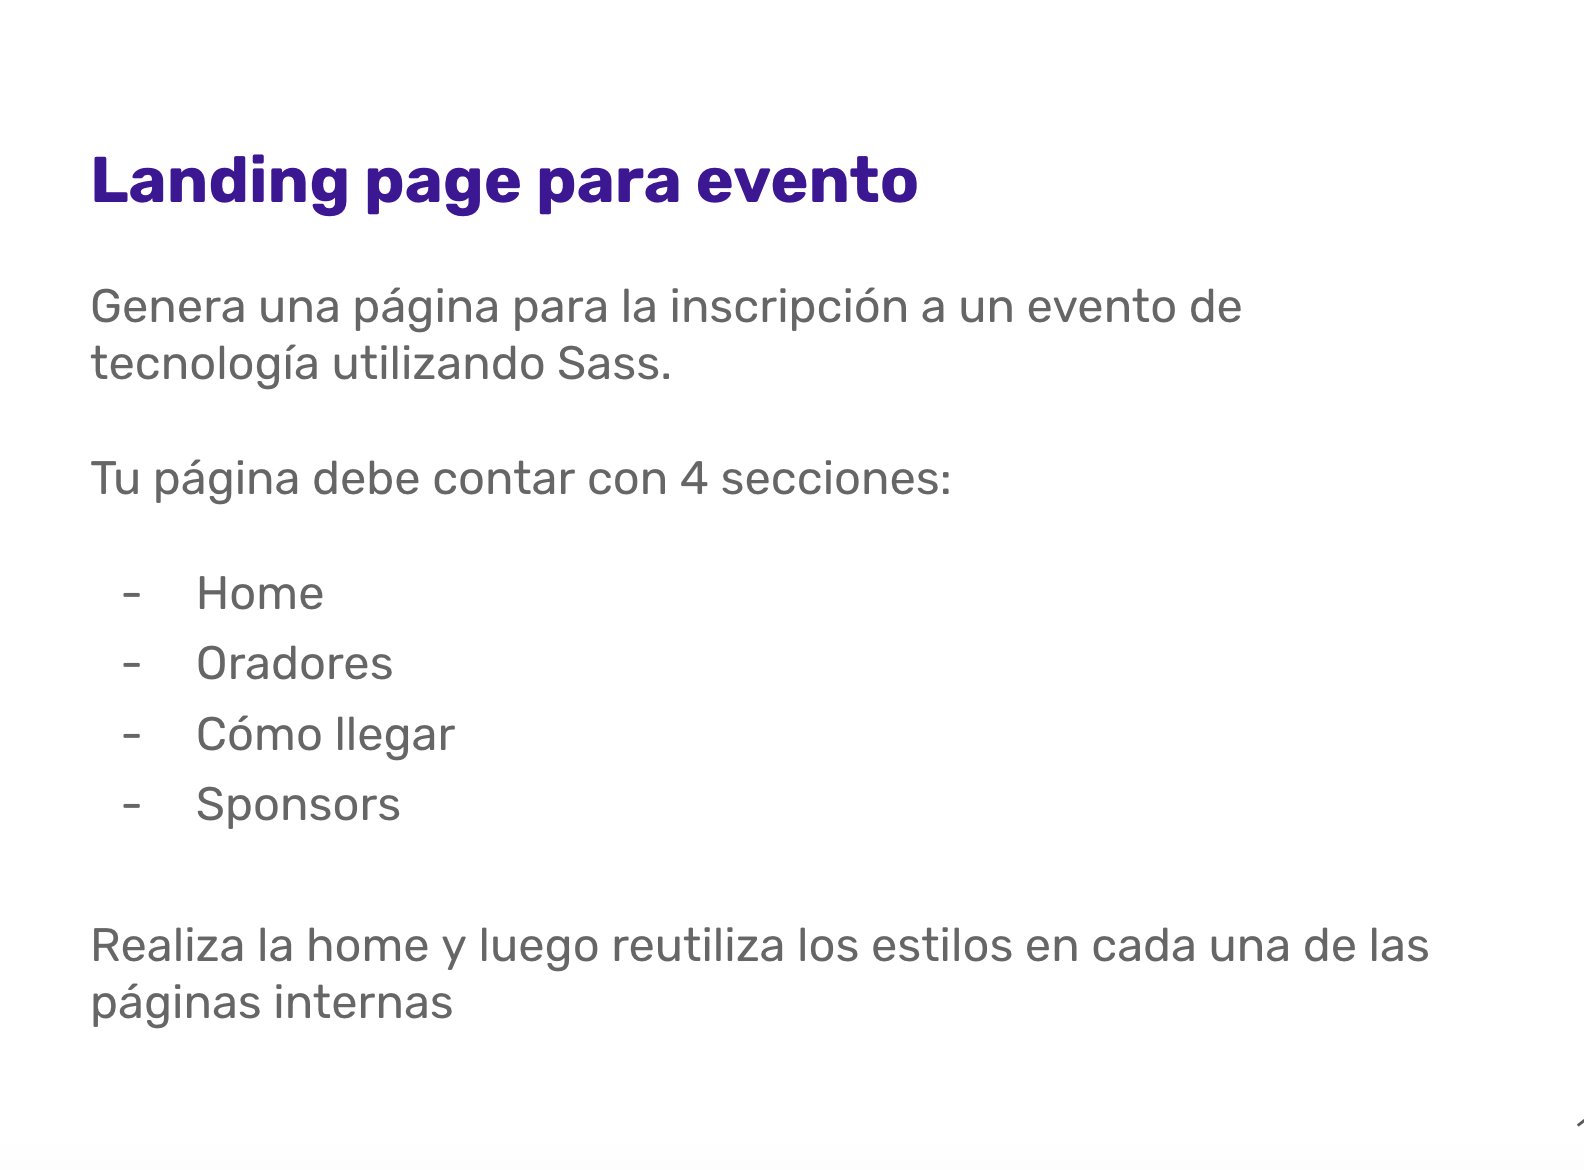 Landing page para evento
Genera una página para la inscripción a un evento de
tecnología utilizando Sass.
Tu página debe contar con 4 secciones:
- Home
- Oradores
- Cómo llegar
- Sponsors
Realiza la home y luego reutiliza los estilos en cada una de las
páginas internas